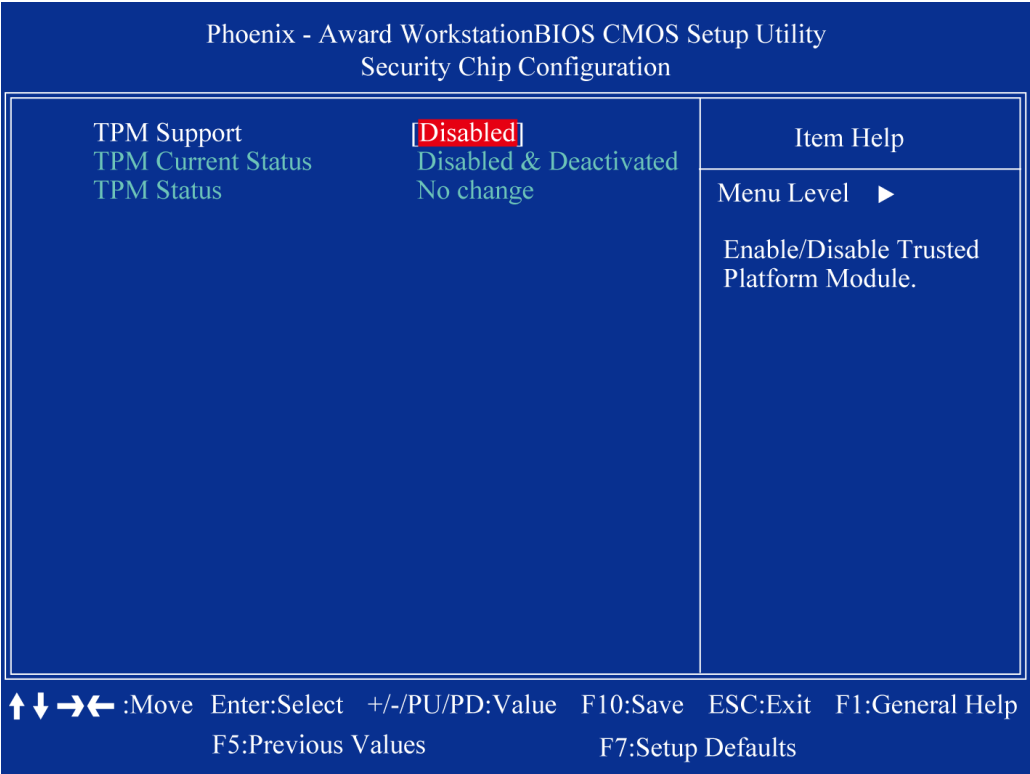 Phoenix - Award WorkstationBIOS CMOS Setup Utility
Security Chip Configuration
TPM Support [Disabled]
TPM Current Status Disabled & Deactivated
TPM Status No change
Item Help
Menu Level ▶
Enable/Disable Trusted
Platform Module.
↑ ↓ → ← :Move Enter:Select +/-/PU/PD:Value F10:Save ESC:Exit F1:General Help
F5:Previous Values F7:Setup Defaults